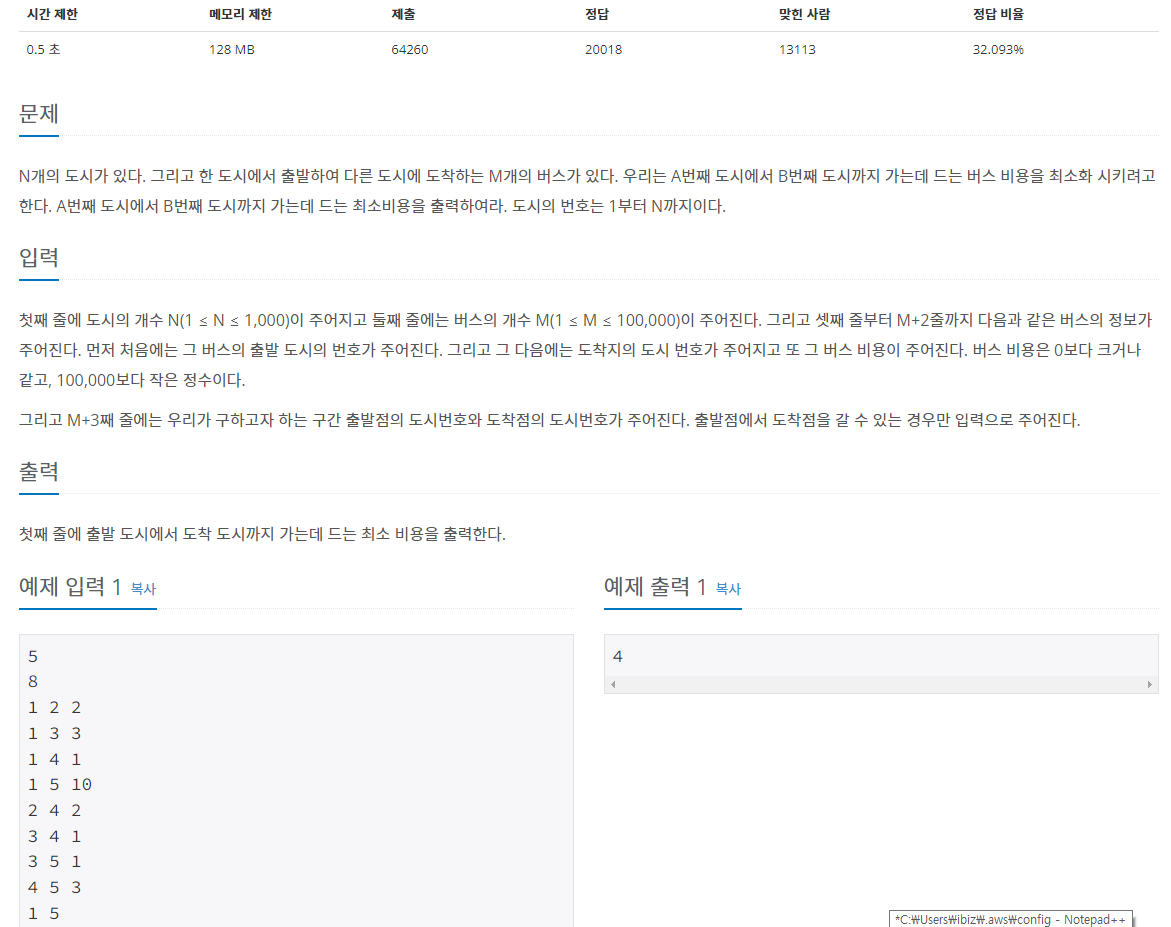 시간 제한 메모리 제한 제출 정답 맞힌 사람 정답 비율
0.5 초 128 MB 64260 20018 13113 32.093%
문제
N개의 도시가 있다. 그리고 한 도시에서 출발하여 다른 도시에 도착하는 M개의 버스가 있다. 우리는 A번째 도시에서 B번째 도시까지 가는데 드는 버스 비용을 최소화 시키려고
한다. A번째 도시에서 B번째 도시까지 가는데 드는 최소비용을 출력하여라. 도시의 번호는 1부터 N까지이다.
입력
첫째 줄에 도시의 개수 N(1 ≤ N ≤ 1,000)이 주어지고 둘째 줄에는 버스의 개수 M(1 ≤ M ≤ 100,000)이 주어진다. 그리고 셋째 줄부터 M+2줄까지 다음과 같은 버스의 정보가
주어진다. 먼저 처음에는 그 버스의 출발 도시의 번호가 주어진다. 그리고 그 다음에는 도착지의 도시 번호가 주어지고 또 그 버스 비용이 주어진다. 버스 비용은 0보다 크거나
같고, 100,000보다 작은 정수이다.
그리고 M+3째 줄에는 우리가 구하고자 하는 구간 출발점의 도시번호와 도착점의 도시번호가 주어진다. 출발점에서 도착점을 갈 수 있는 경우만 입력으로 주어진다.
출력
첫째 줄에 출발 도시에서 도착 도시까지 가는데 드는 최소 비용을 출력한다.
예제 입력 1 복사
5
8
1 2 2
1 3 3
1 4 1
1 5 10
2 4 2
3 4 1
3 5 1
4 5 3
1 5
예제 출력 1 복사
4
*C:₩Users₩ibiz₩.aws₩config - Notepad++